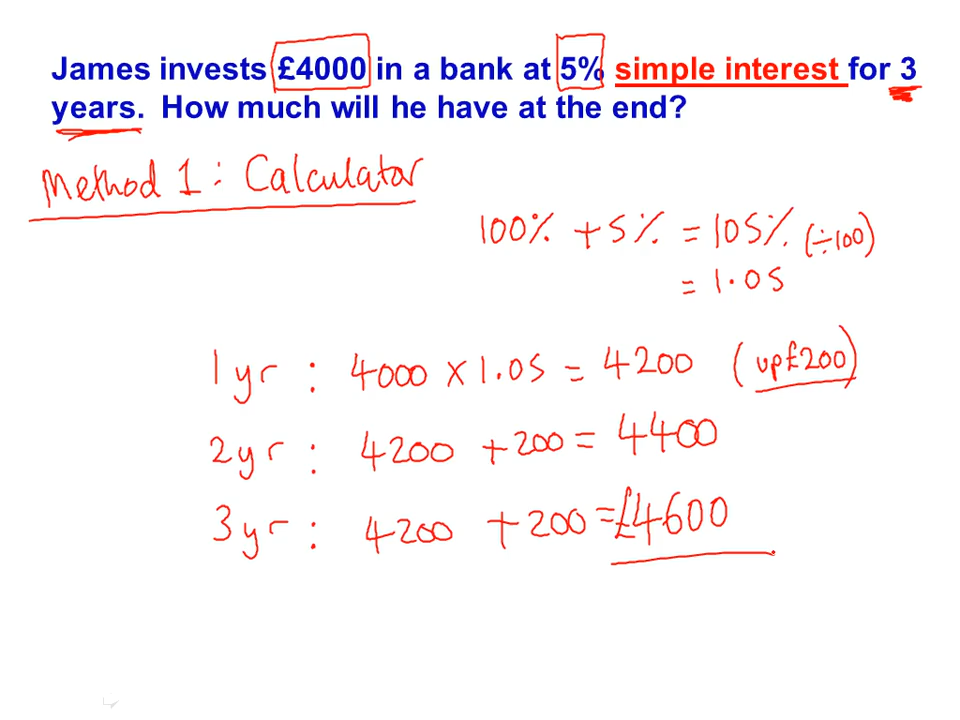 James invests £4000 in a bank at 5% simple interest for 3
years. How much will he have at the end?
Method 1: Calculator
100% + 5% = 105% (÷100)
= 1.05
1yr : 4000 x 1.05 = 4200 (up £200)
2yr : 4200 + 200 = 4400
3yr : 4200 + 200 = £4600